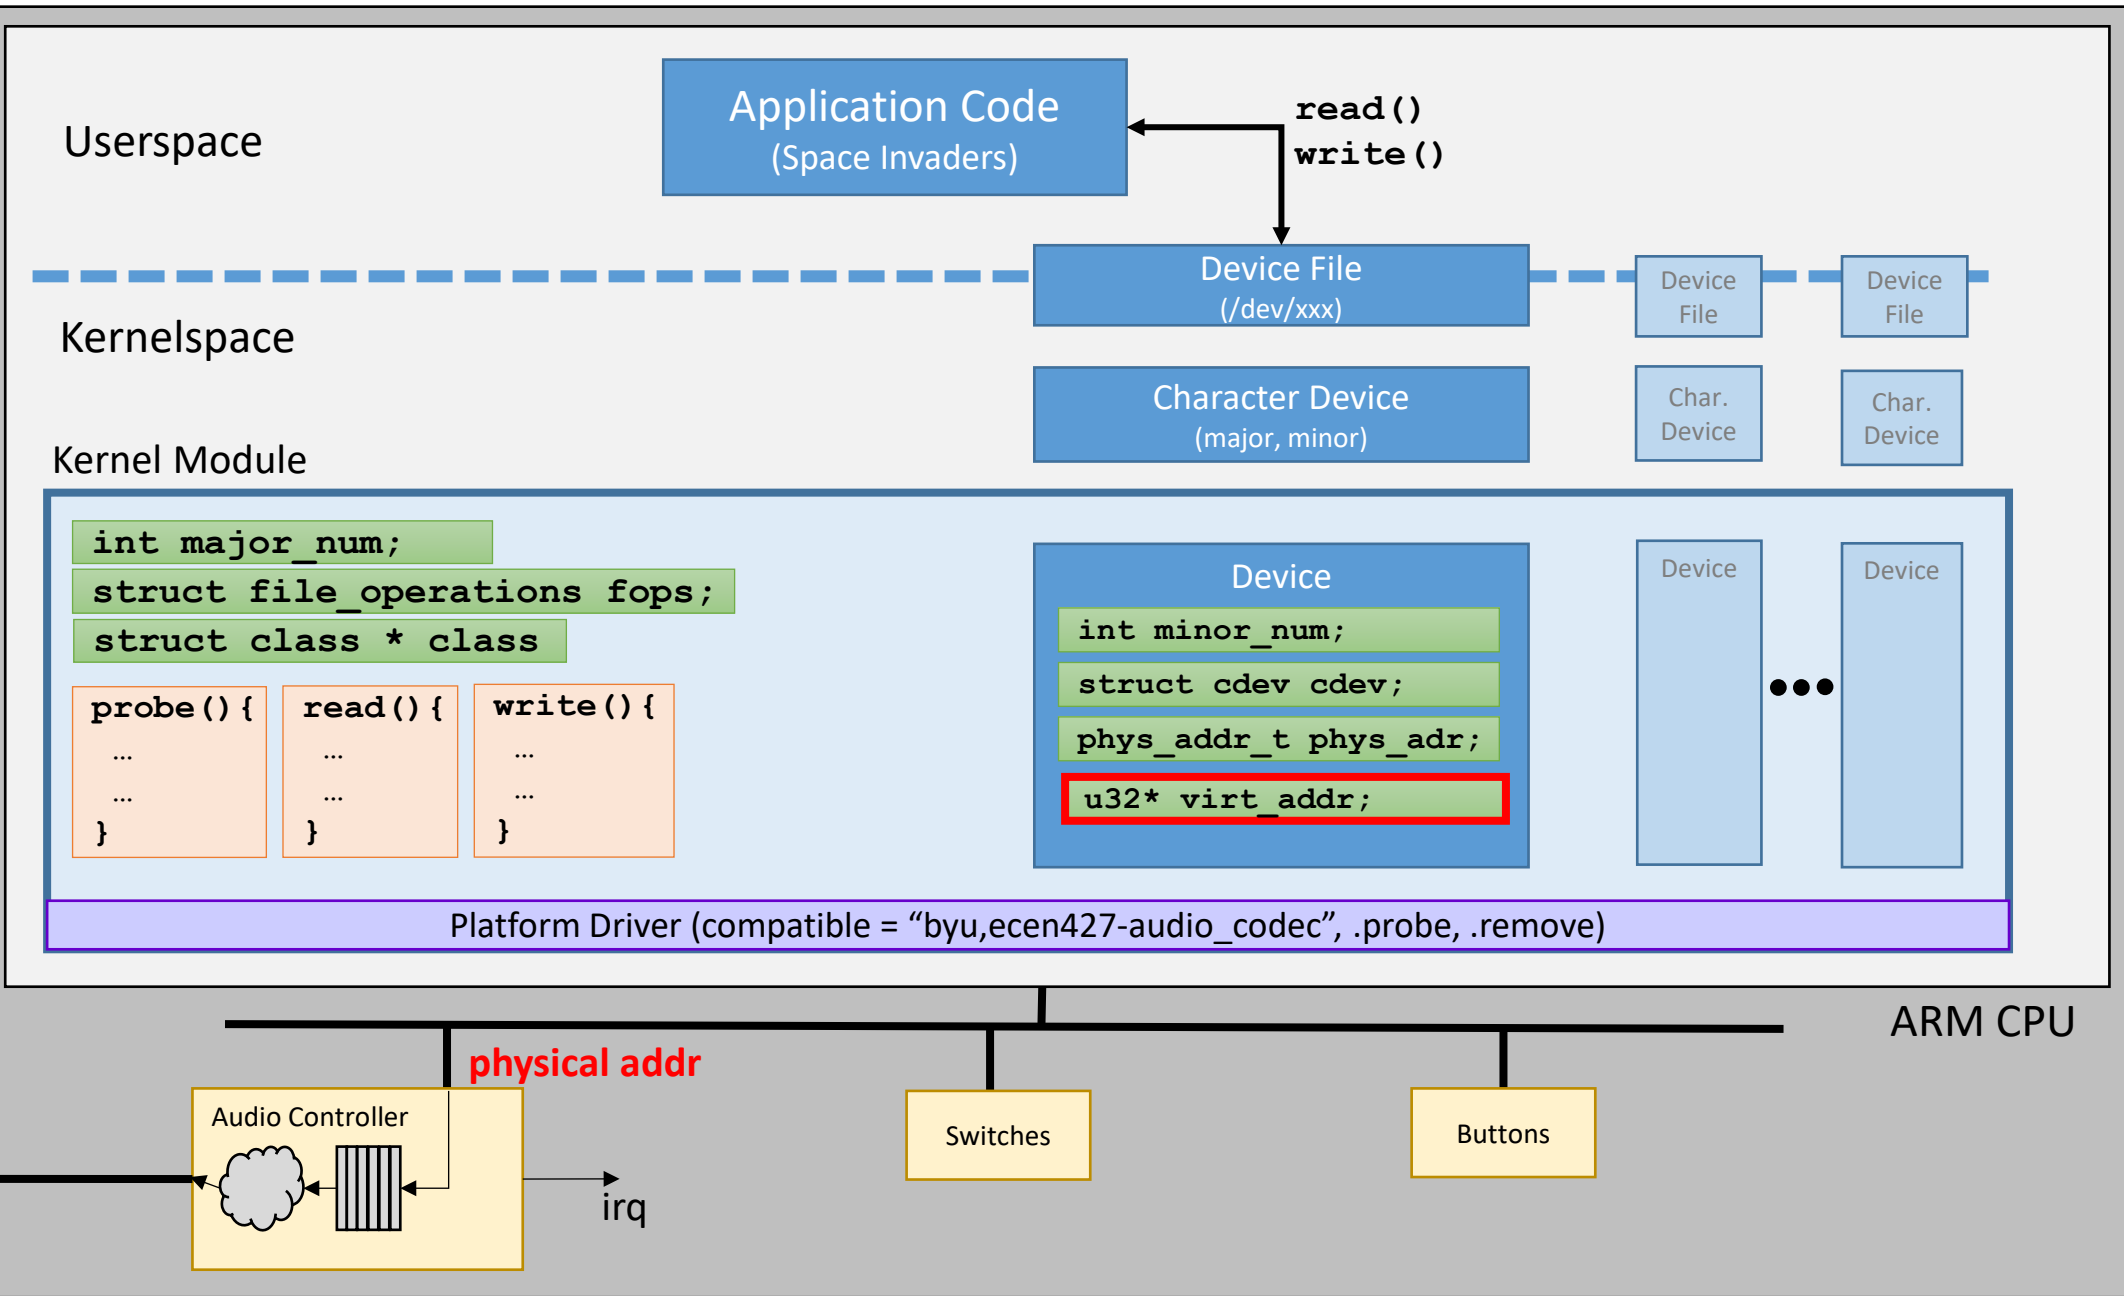 Userspace
Application Code
(Space Invaders)
read()
write()
Device File
(/dev/xxx)
Device
File
Device
File
Kernelspace
Character Device
(major, minor)
Char.
Device
Char.
Device
Kernel Module
int major_num;
struct file_operations fops;
struct class * class
probe(){
...
...
}
read(){
...
...
}
write(){
...
...
}
Device
int minor_num;
struct cdev cdev;
phys_addr_t phys_adr;
u32* virt_addr;
Device
Device
Platform Driver (compatible = “byu,ecen427-audio_codec”, .probe, .remove)
ARM CPU
physical addr
Audio Controller
irq
Switches
Buttons